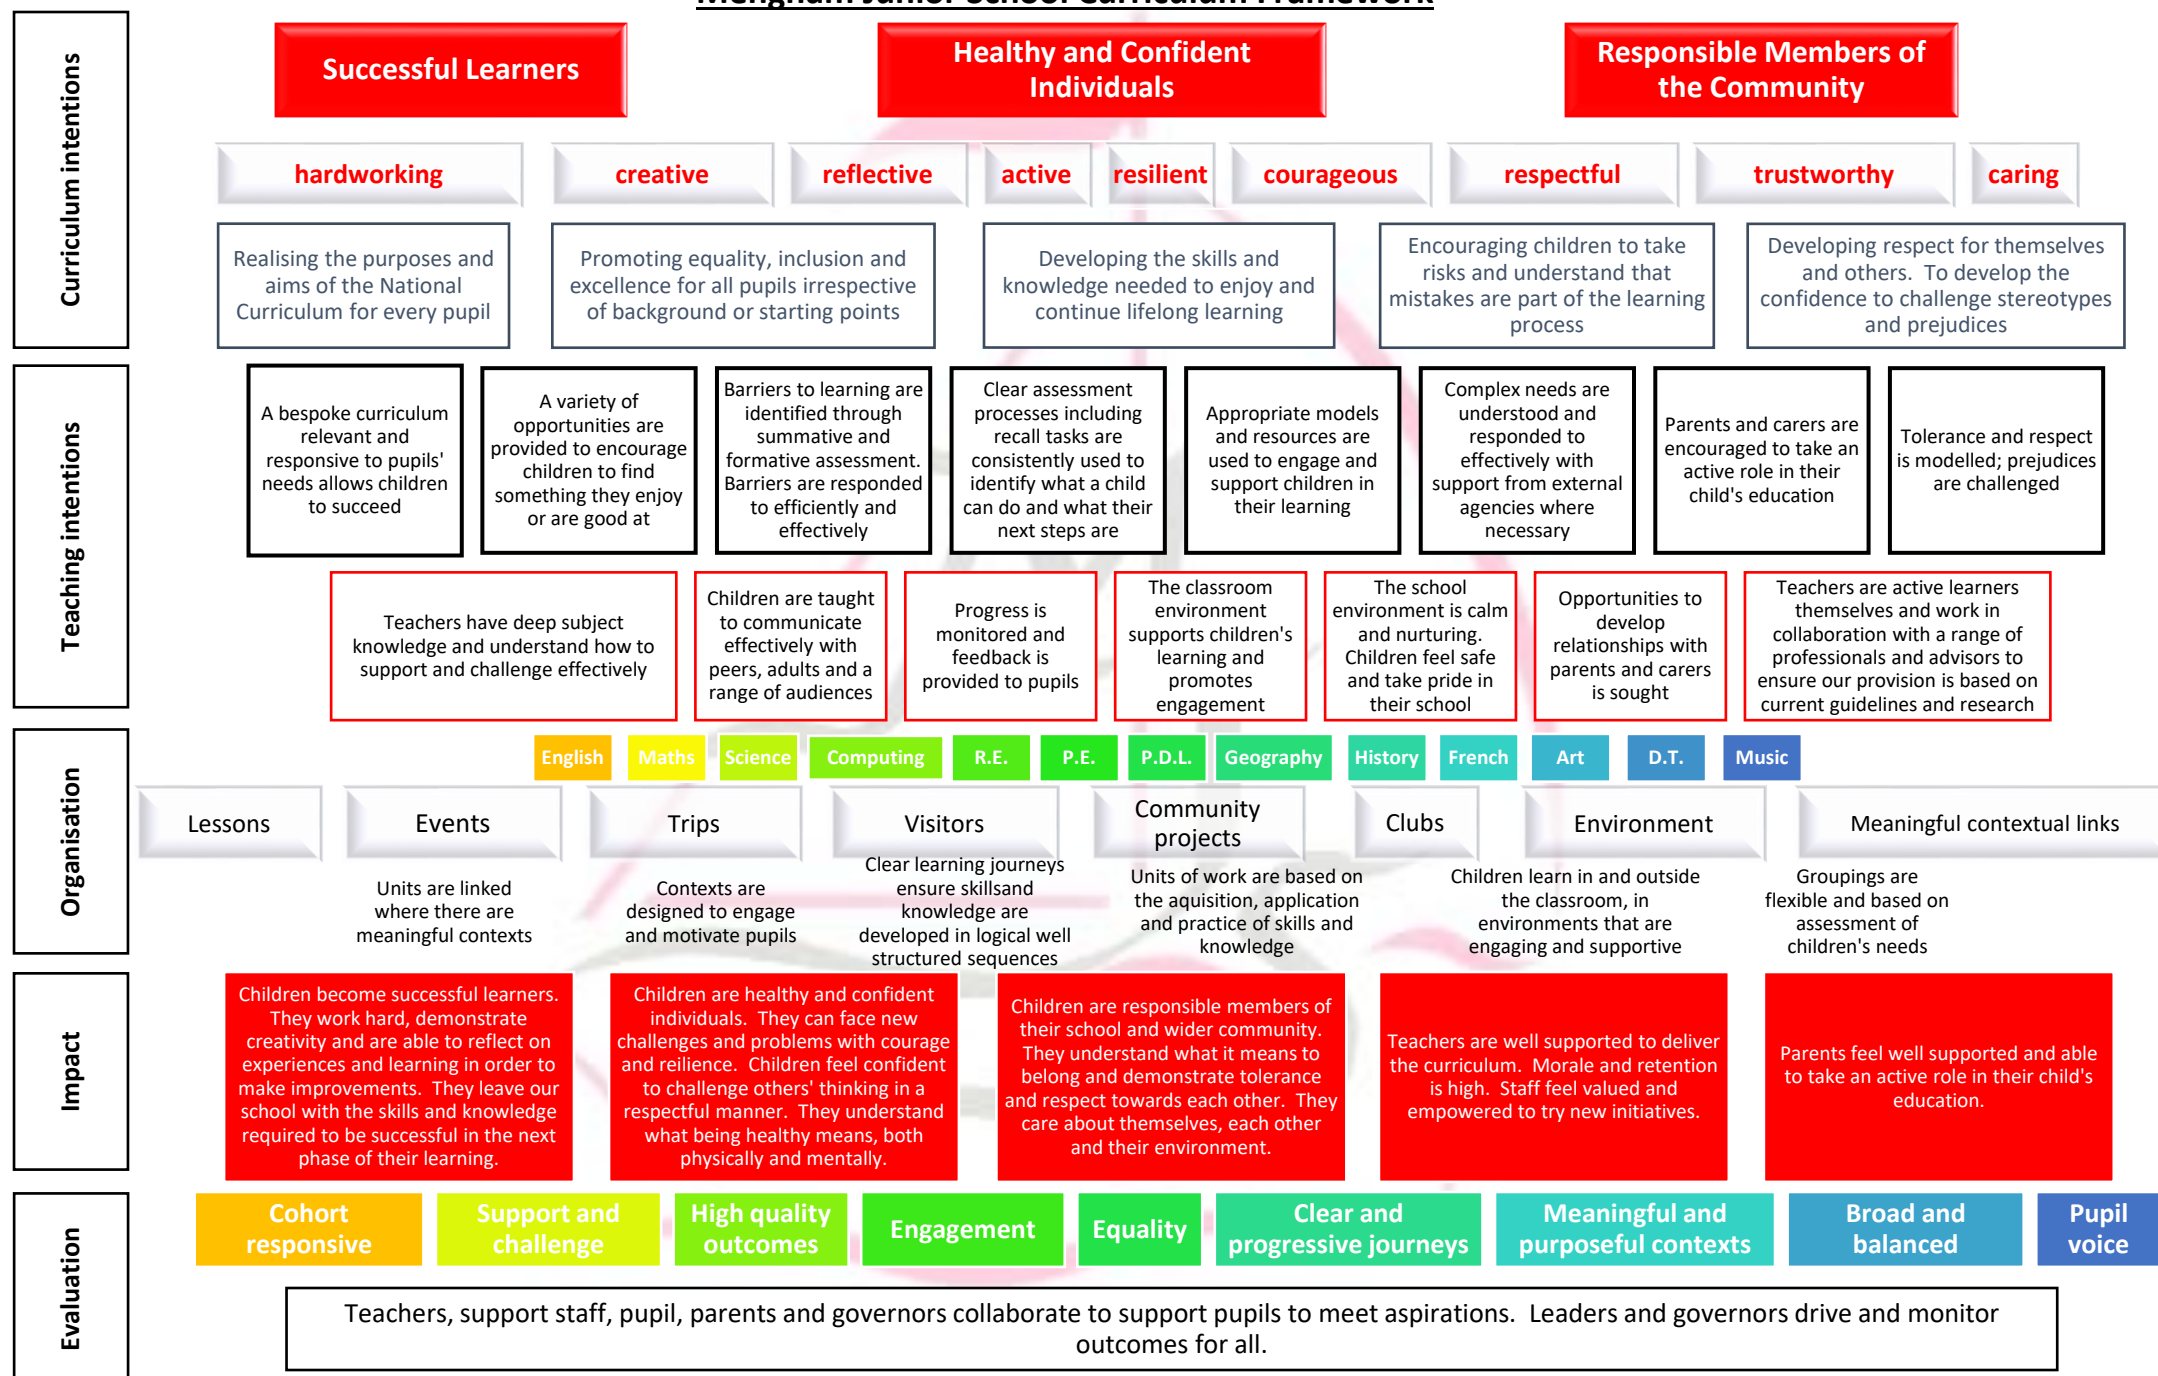 Mengham Junior School Curriculum Framework
Curriculum intentions
Successful Learners
Healthy and Confident
Individuals
Responsible Members of
the Community
hardworking
creative
reflective
active
resilient
courageous
respectful
trustworthy
caring
Realising the purposes and
aims of the National
Curriculum for every pupil
Promoting equality, inclusion and
excellence for all pupils irrespective
of background or starting points
Developing the skills and
knowledge needed to enjoy and
continue lifelong learning
Encouraging children to take
risks and understand that
mistakes are part of the learning
process
Developing respect for themselves
and others.  To develop the
confidence to challenge stereotypes
and prejudices
Teaching intentions
A bespoke curriculum
relevant and
responsive to pupils'
needs allows children
to succeed
A variety of
opportunities are
provided to encourage
children to find
something they enjoy
or are good at
Barriers to learning are
identified through
summative and
formative assessment.
Barriers are responded
to efficiently and
effectively
Clear assessment
processes including
recall tasks are
consistently used to
identify what a child
can do and what their
next steps are
Appropriate models
and resources are
used to engage and
support children in
their learning
Complex needs are
understood and
responded to
effectively with
support from external
agencies where
necessary
Parents and carers are
encouraged to take an
active role in their
child's education
Tolerance and respect
is modelled; prejudices
are challenged
Teachers have deep subject
knowledge and understand how to
support and challenge effectively
Children are taught
to communicate
effectively with
peers, adults and a
range of audiences
Progress is
monitored and
feedback is
provided to pupils
The classroom
environment
supports children's
learning and
promotes
engagement
The school
environment is calm
and nurturing.
Children feel safe
and take pride in
their school
Opportunities to
develop
relationships with
parents and carers
is sought
Teachers are active learners
themselves and work in
collaboration with a range of
professionals and advisors to
ensure our provision is based on
current guidelines and research
Organisation
English
Maths
Science
Computing
R.E.
P.E.
P.D.L.
Geography
History
French
Art
D.T.
Music
Lessons
Events
Trips
Visitors
Community
projects
Clubs
Environment
Meaningful contextual links
Units are linked
where there are
meaningful contexts
Contexts are
designed to engage
and motivate pupils
Clear learning journeys
ensure skillsand
knowledge are
developed in logical well
structured sequences
Units of work are based on
the aquisition, application
and practice of skills and
knowledge
Children learn in and outside
the classroom, in
environments that are
engaging and supportive
Groupings are
flexible and based on
assessment of
children's needs
Impact
Children become successful learners.
They work hard, demonstrate
creativity and are able to reflect on
experiences and learning in order to
make improvements.  They leave our
school with the skills and knowledge
required to be successful in the next
phase of their learning.
Children are healthy and confident
individuals.  They can face new
challenges and problems with courage
and reilience. Children feel confident
to challenge others' thinking in a
respectful manner.  They understand
what being healthy means, both
physically and mentally.
Children are responsible members of
their school and wider community.
They understand what it means to
belong and demonstrate tolerance
and respect towards each other.  They
care about themselves, each other
and their environment.
Teachers are well supported to deliver
the curriculum.  Morale and retention
is high.  Staff feel valued and
empowered to try new initiatives.
Parents feel well supported and able
to take an active role in their child's
education.
Evaluation
Cohort
responsive
Support and
challenge
High quality
outcomes
Engagement
Equality
Clear and
progressive journeys
Meaningful and
purposeful contexts
Broad and
balanced
Pupil
voice
Teachers, support staff, pupil, parents and governors collaborate to support pupils to meet aspirations.  Leaders and governors drive and monitor
outcomes for all.